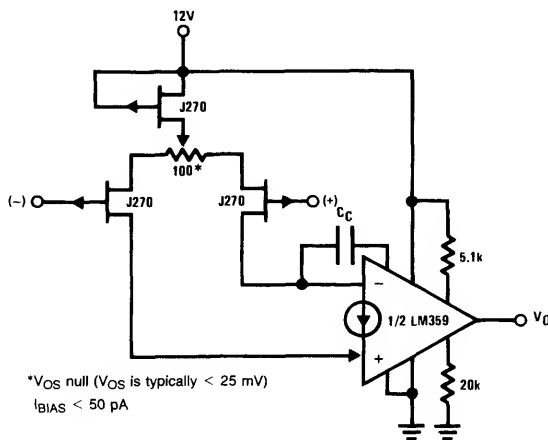 12V
J270
100*
(−)
J270
J270
(+)
CC
5.1k
−
1/2 LM359
VO
+
20k
*VOS null (VOS is typically < 25 mV)
IBIAS < 50 pA